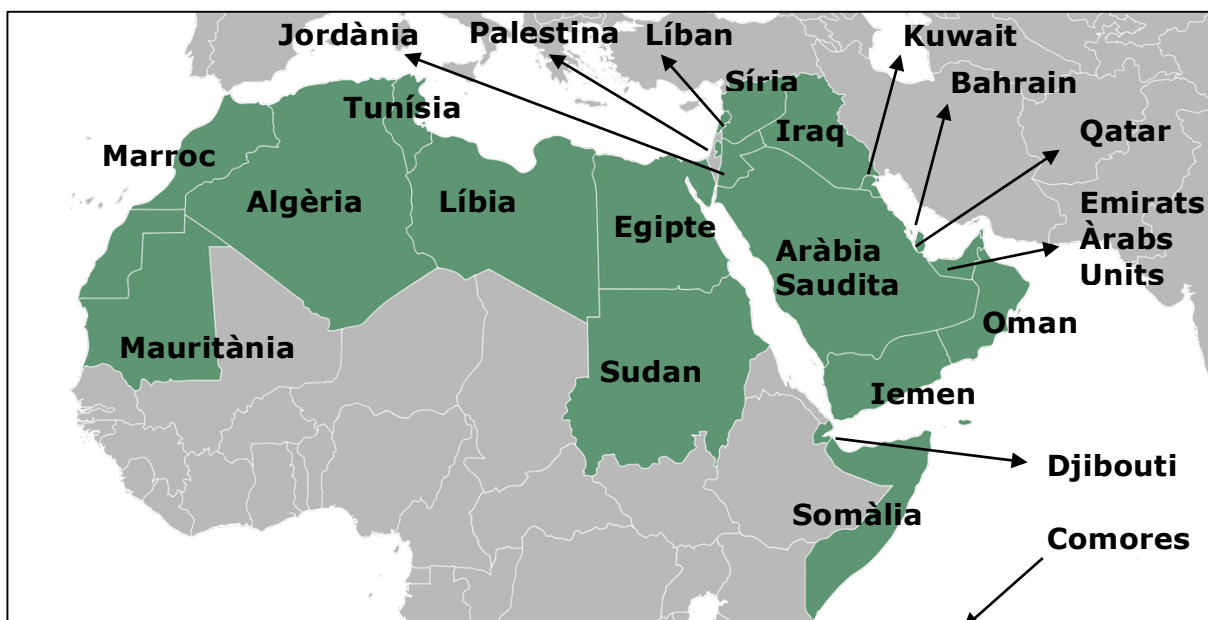 Jordània
Palestina
Líban
Kuwait
Síria
Bahrain
Tunísia
Iraq
Qatar
Marroc
Algèria
Líbia
Egipte
Emirats
Àrabs
Units
Aràbia
Saudita
Oman
Mauritània
Sudan
Iemen
Djibouti
Somàlia
Comores